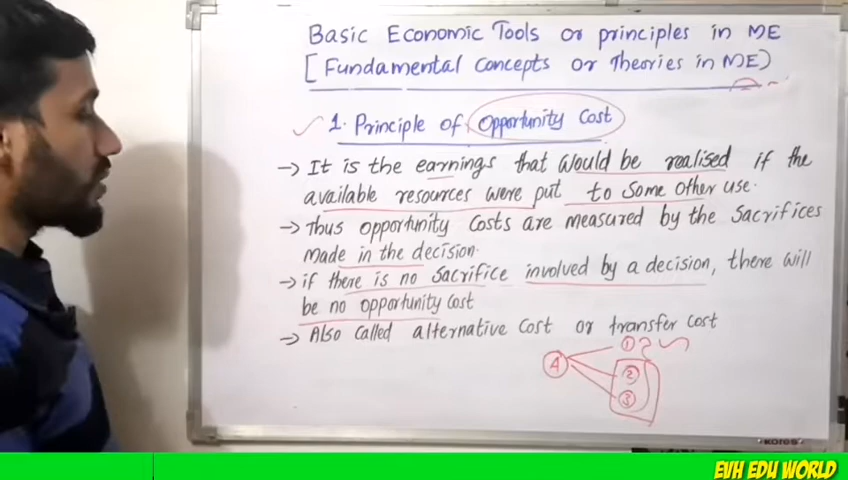 Basic Economic Tools or principles in ME
[Fundamental Concepts or Theories in ME)
1. Principle of Opportunity Cost
→ It is the earnings that would be realised if the
available resources were put to some other use.
→ Thus opportunity costs are measured by the Sacrifices
made in the decision.
→ if there is no Sacrifice involved by a decision, there will
be no opportunity cost
→ Also called alternative cost or transfer cost
1
4
2
3
KORES
EVH EDU WORLD